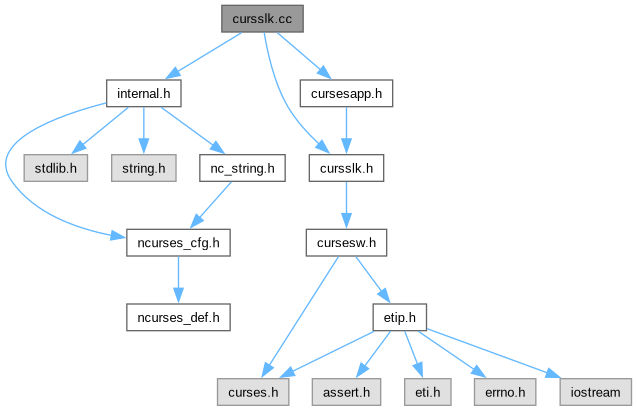 cursslk.cc
internal.h
cursesapp.h
stdlib.h
string.h
nc_string.h
cursslk.h
ncurses_cfg.h
cursesw.h
ncurses_def.h
etip.h
curses.h
assert.h
eti.h
errno.h
iostream